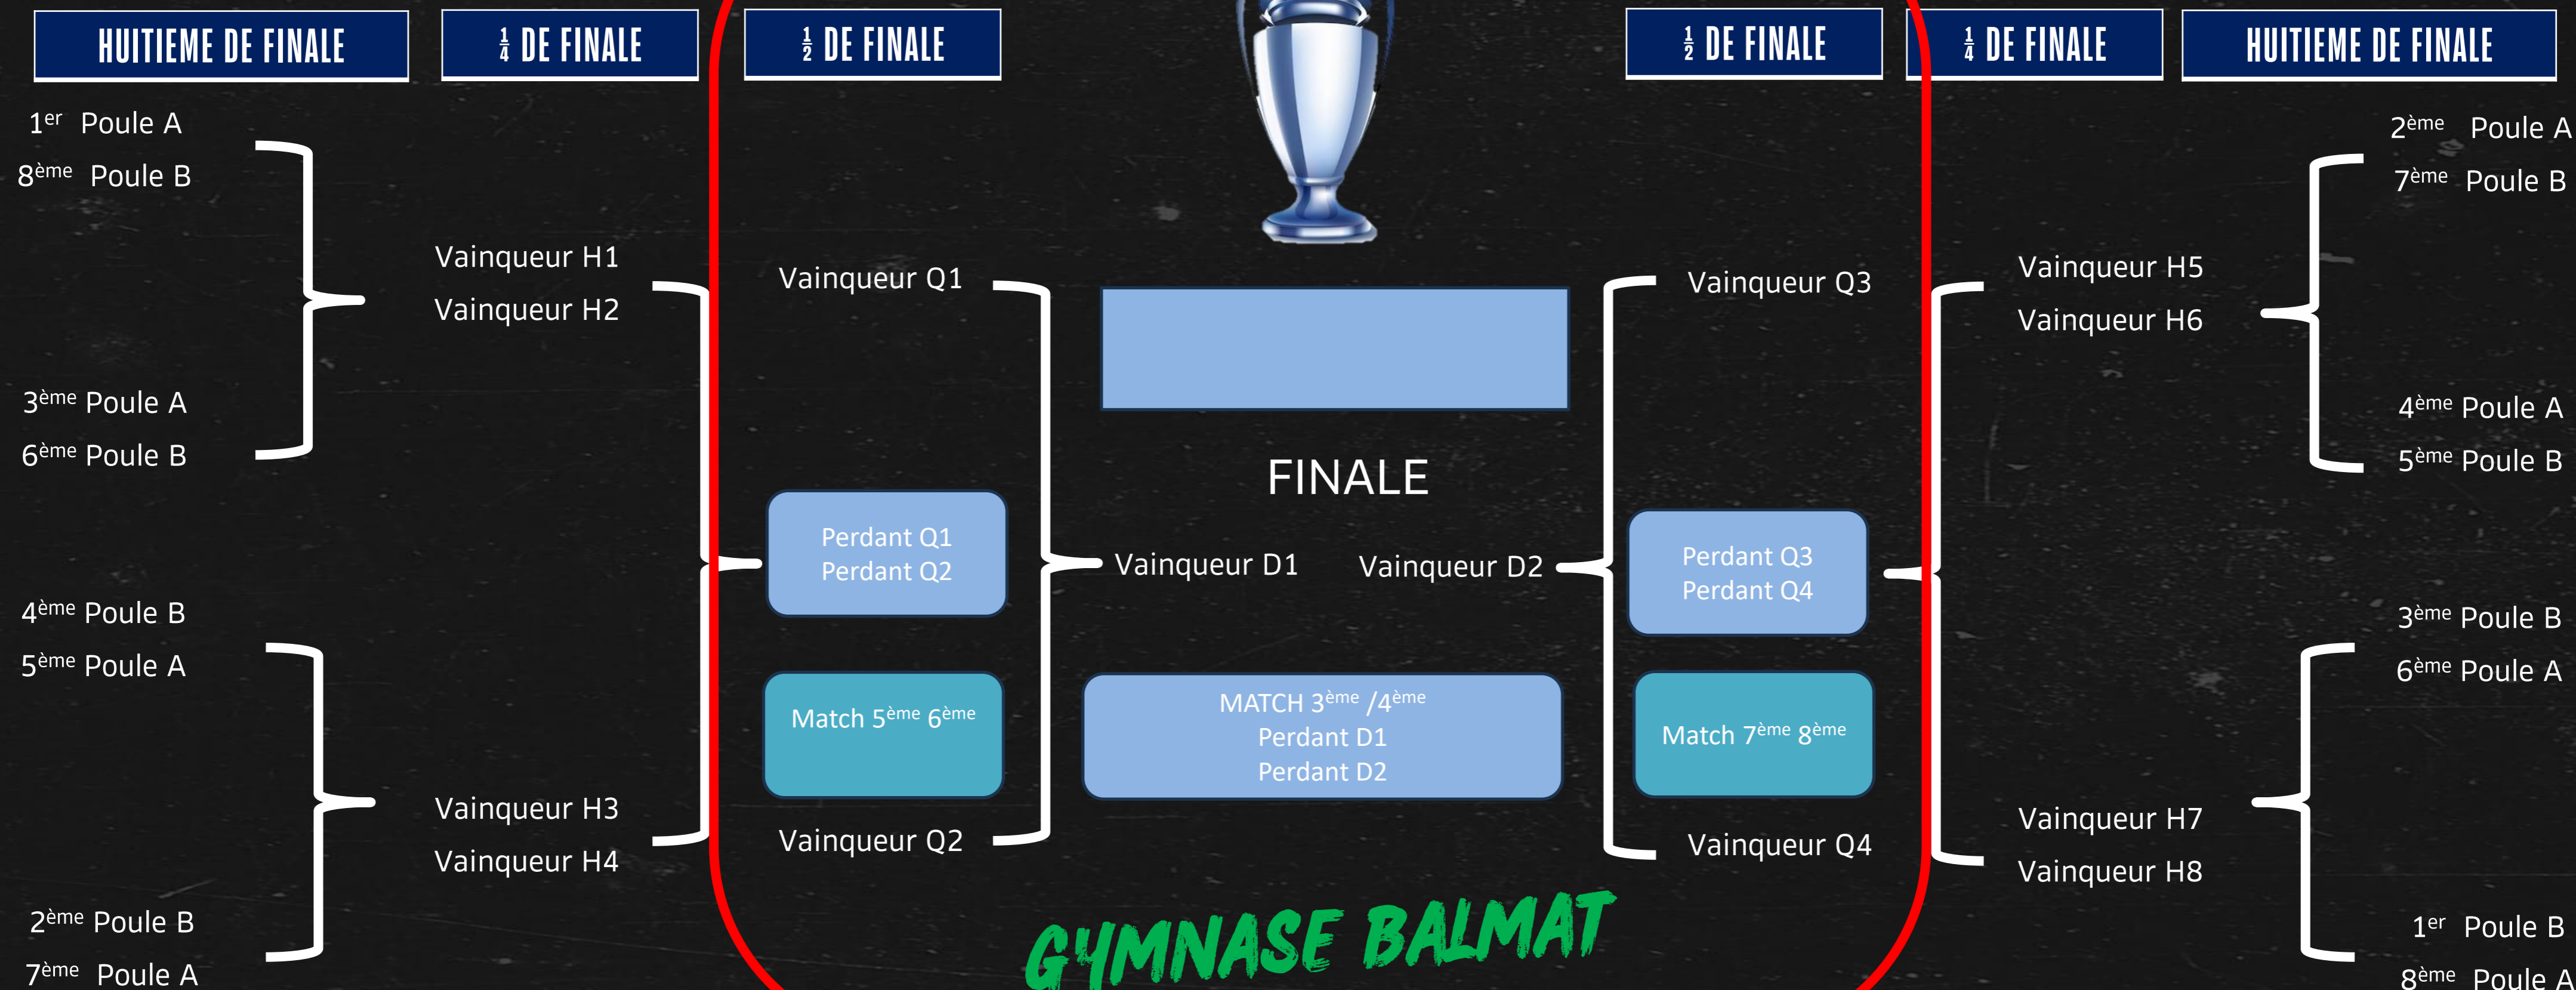 HUITIEME DE FINALE
1/4 DE FINALE
1/2 DE FINALE
1/2 DE FINALE
1/4 DE FINALE
HUITIEME DE FINALE
1er Poule A
8ème Poule B
3ème Poule A
6ème Poule B
4ème Poule B
5ème Poule A
2ème Poule B
7ème Poule A
Vainqueur H1
Vainqueur H2
Vainqueur H3
Vainqueur H4
Vainqueur Q1
Perdant Q1
Perdant Q2
Match 5ème 6ème
Vainqueur Q2
FINALE
Vainqueur D1
Vainqueur D2
MATCH 3ème /4ème
Perdant D1
Perdant D2
GYMNASE BALMAT
Vainqueur Q3
Perdant Q3
Perdant Q4
Match 7ème 8ème
Vainqueur Q4
Vainqueur H5
Vainqueur H6
Vainqueur H7
Vainqueur H8
2ème Poule A
7ème Poule B
4ème Poule A
5ème Poule B
3ème Poule B
6ème Poule A
1er Poule B
8ème Poule A